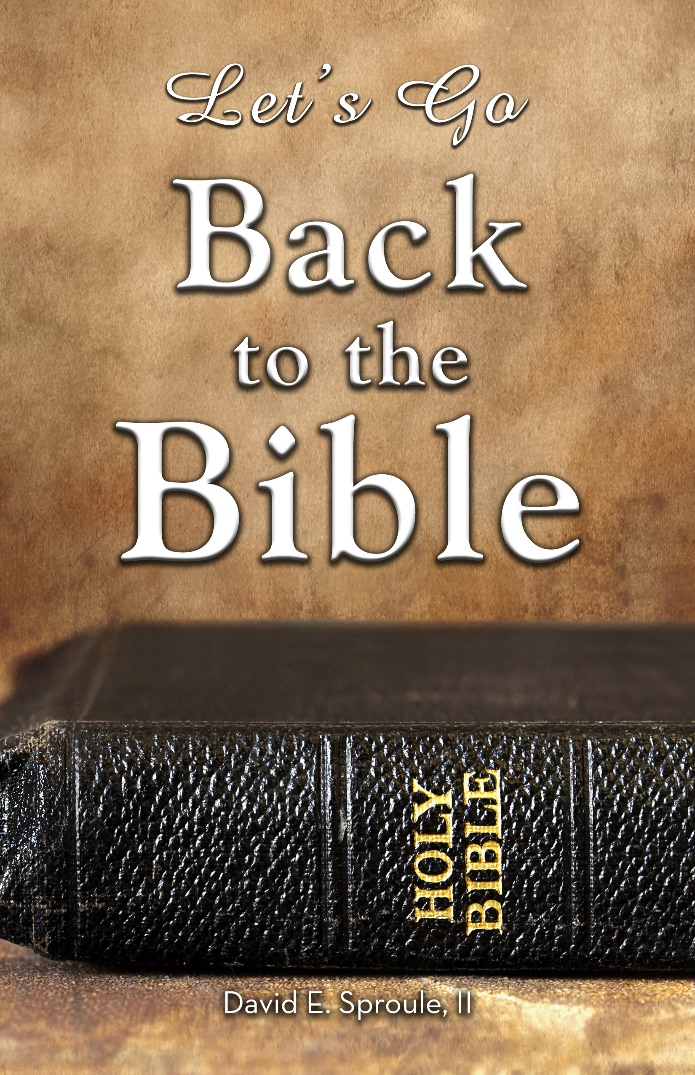 Let's Go
Back
to the
Bible
HOLY
BIBLE
David E. Sproule, II